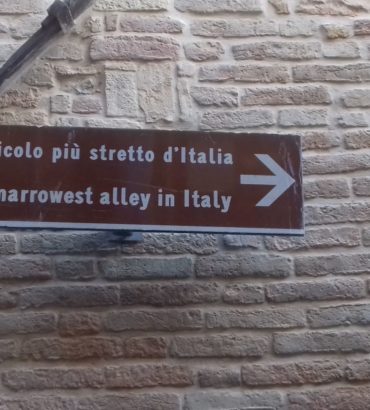 icolo più stretto d'Italia
narrowest alley in Italy